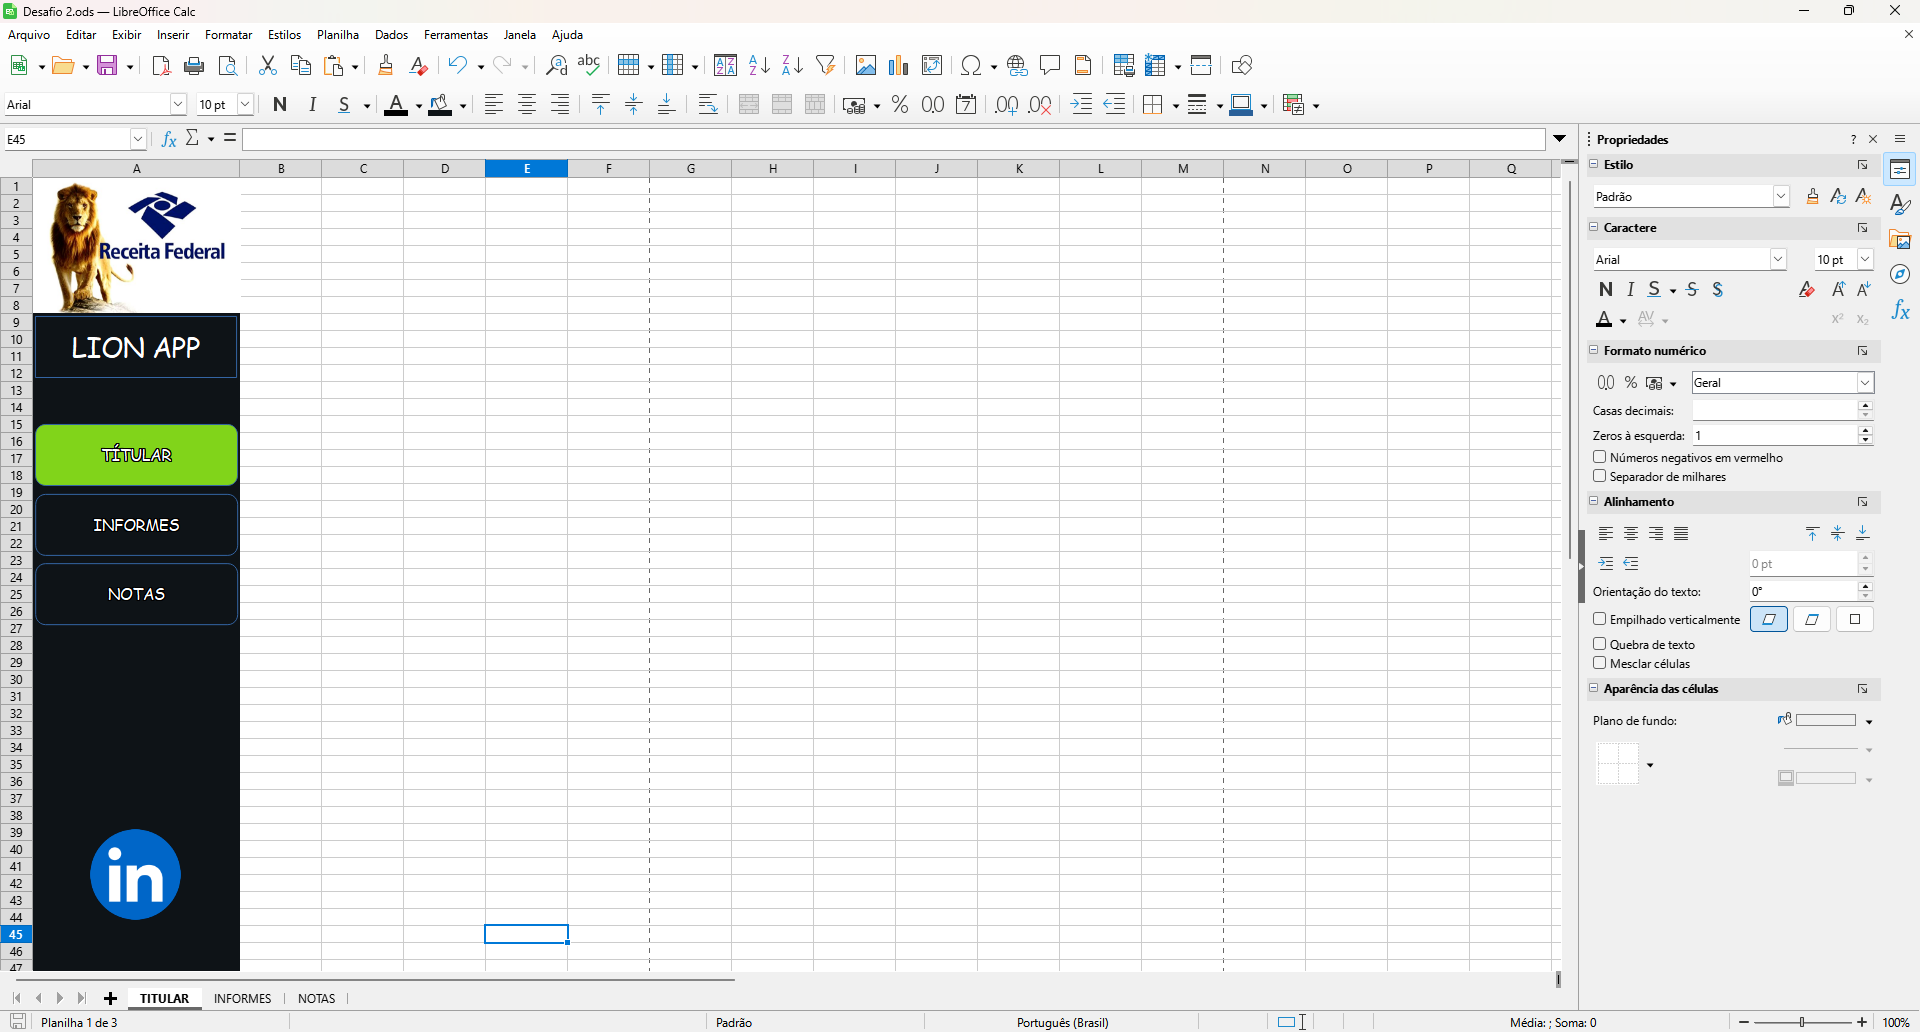 Desafio 2.ods — LibreOffice Calc
Arquivo Editar Exibir Inserir Formatar Estilos Planilha Dados Ferramentas Janela Ajuda
Arial 10 pt N I S A
E45 fx Σ =
Propriedades
Estilo
Padrão
Caractere
Arial 10 pt
N I S S S
Formato numérico
0,0 % Geral
Casas decimais:
Zeros à esquerda: 1
Números negativos em vermelho
Separador de milhares
Alinhamento
0 pt
Orientação do texto: 0°
Empilhado verticalmente
Quebra de texto
Mesclar células
Aparência das células
Plano de fundo:
A B C D E F G H I J K L M N O P Q
1
2
3
4
5
6
7
8
9
10
11
12
13
14
15
16
17
18
19
20
21
22
23
24
25
26
27
28
29
30
31
32
33
34
35
36
37
38
39
40
41
42
43
44
45
46
47
Receita Federal
LION APP
TÍTULAR
INFORMES
NOTAS
in
TITULAR INFORMES NOTAS
Planilha 1 de 3 Padrão Português (Brasil) Média: ; Soma: 0 100%